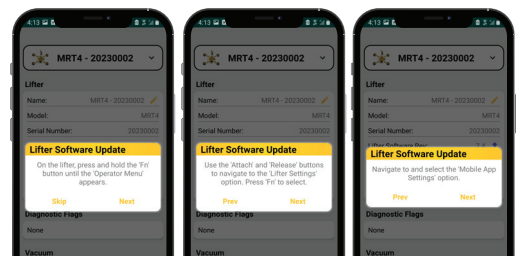 4:13
MRT4 - 20230002
Lifter
Name: MRT4 - 20230002
Model: MRT4
Serial Number: 20230002
Lifter Software Update
On the lifter, press and hold the 'Fn'
button until the 'Operator Menu'
appears.
Skip Next
Diagnostic Flags
None
Vacuum
4:13
MRT4 - 20230002
Lifter
Name: MRT4 - 20230002
Model: MRT4
Serial Number: 20230002
Lifter Software Update
Use the 'Attach' and 'Release' buttons
to navigate to the 'Lifter Settings'
option. Press 'Fn' to select.
Prev Next
Diagnostic Flags
None
Vacuum
4:13
MRT4 - 20230002
Lifter
Name: MRT4 - 20230002
Model: MRT4
Serial Number: 20230002
Lifter Software Rev:
Lifter Software Update
Navigate to and select the 'Mobile App
Settings' option.
Prev Next
Diagnostic Flags
None
Vacuum